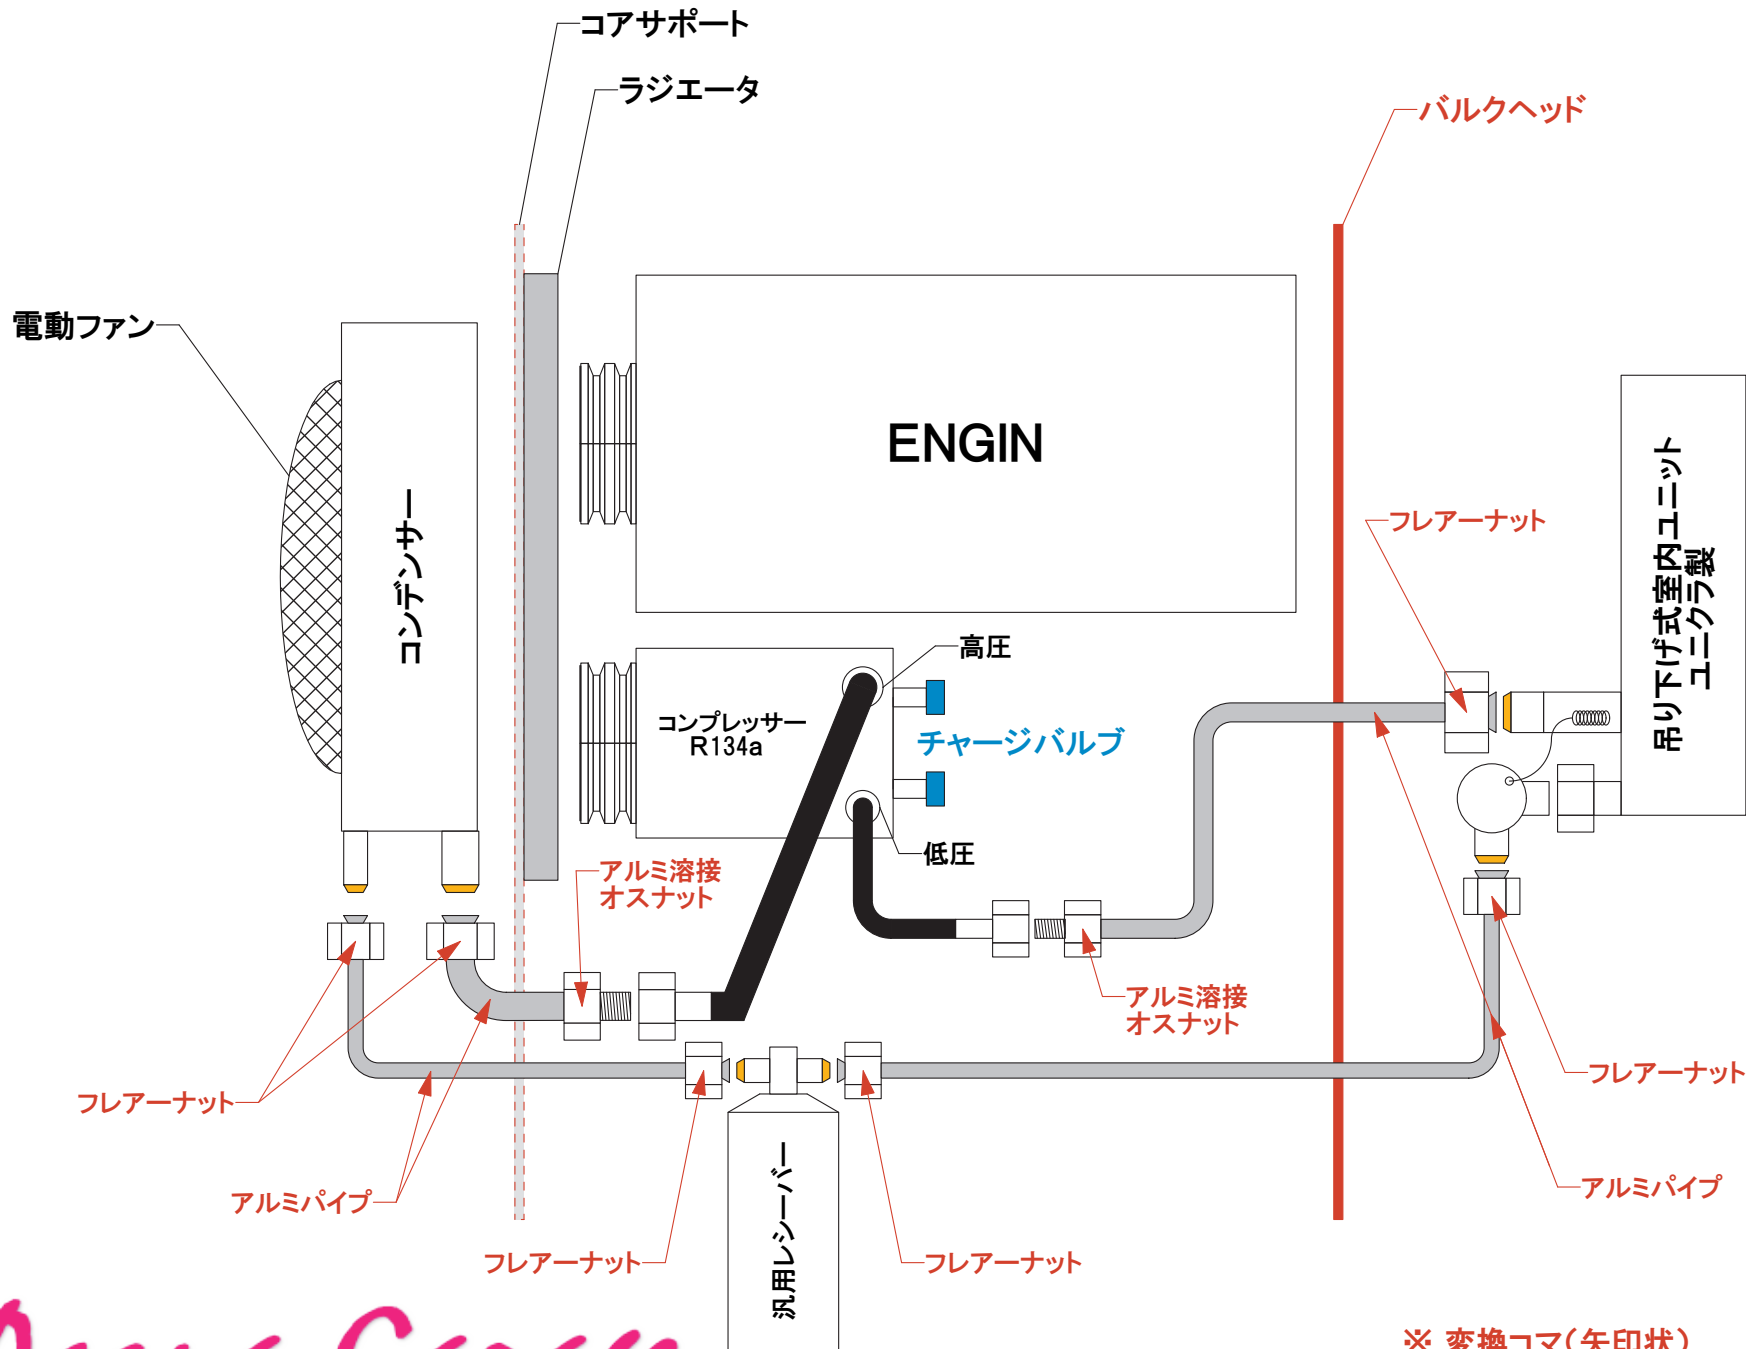 コアサポート
ラジエータ
バルクヘッド
電動ファン
ENGIN
コンデンサー
フレアーナット
吊り下げ式室内ユニット
ユニクラ製
高圧
コンプレッサー
R134a
チャージバルブ
低圧
アルミ溶接
オスナット
アルミ溶接
オスナット
フレアーナット
フレアーナット
アルミパイプ
アルミパイプ
汎用レシーバー
フレアーナット
フレアーナット
※ 変換コマ(矢印状)